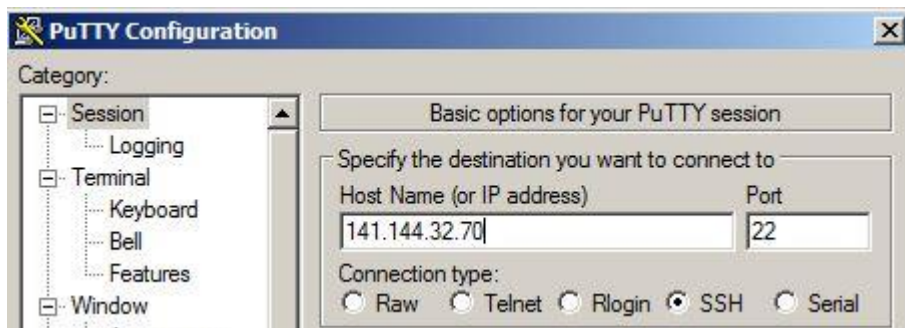 PuTTY Configuration
Category:
Session
Logging
Terminal
Keyboard
Bell
Features
Window
Basic options for your PuTTY session
Specify the destination you want to connect to
Host Name (or IP address) Port
141.144.32.70 22
Connection type:
Raw Telnet Rlogin SSH Serial